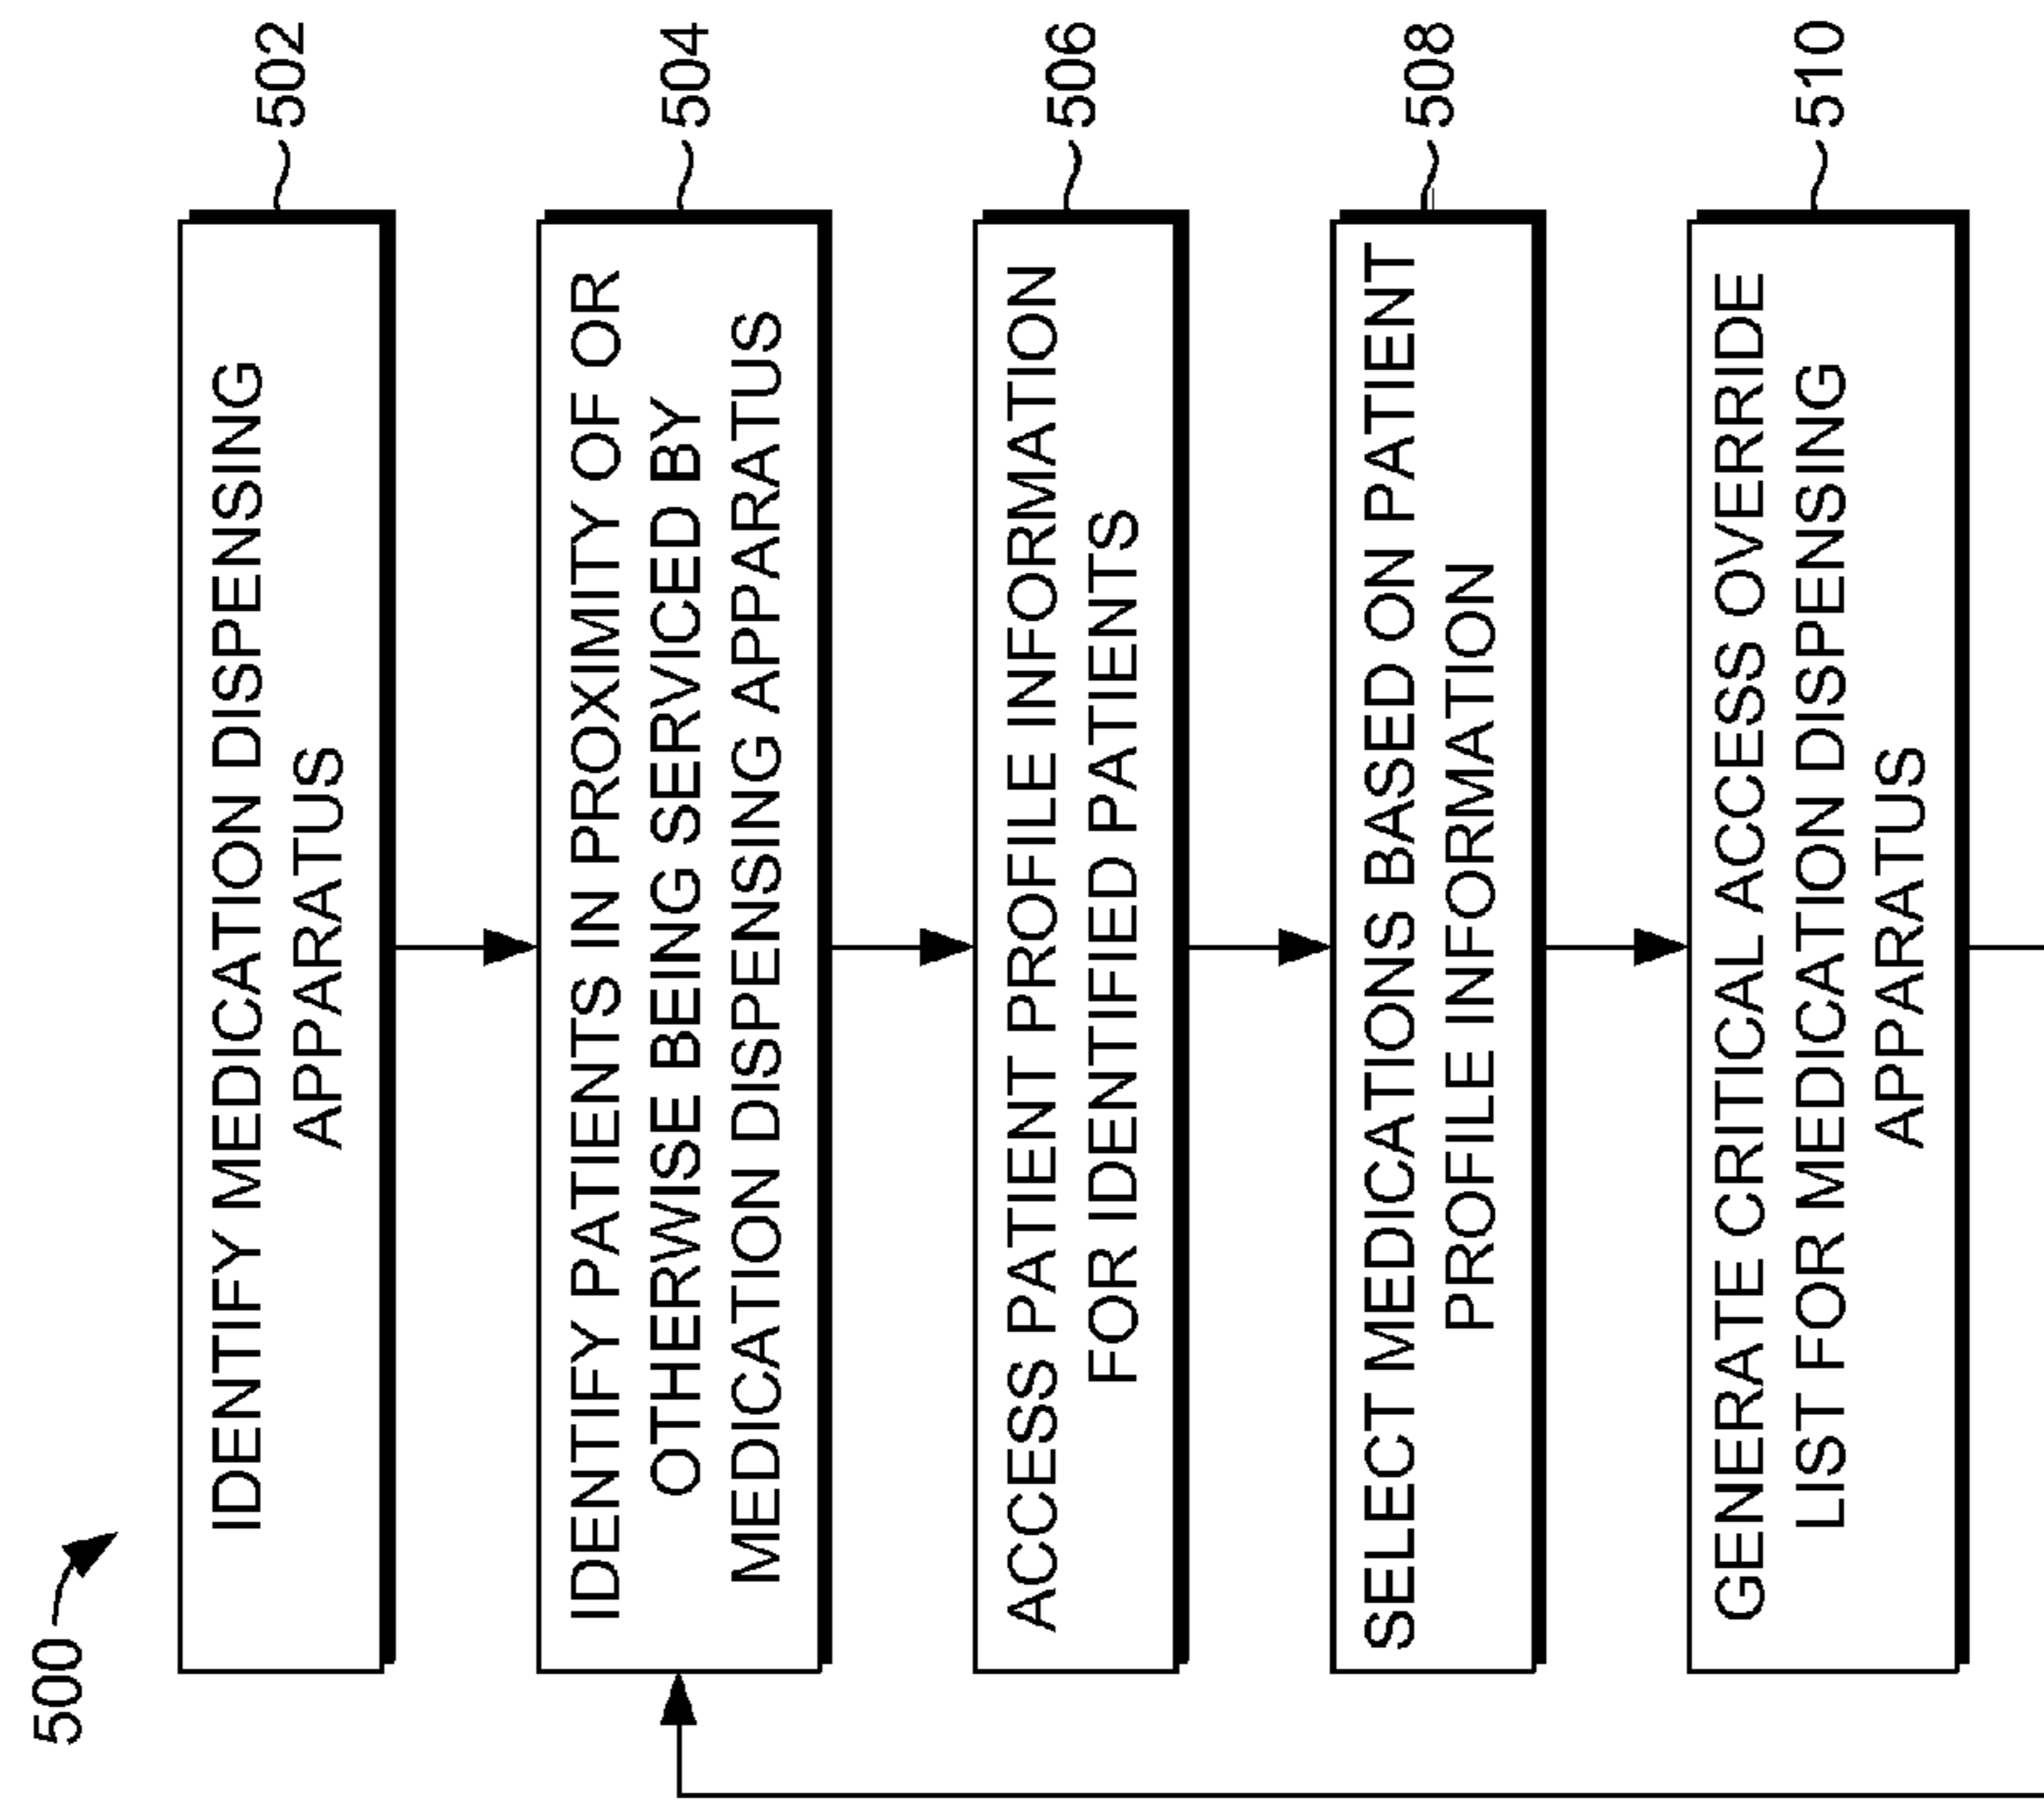 500
IDENTIFY MEDICATION DISPENSING
APPARATUS
502
IDENTIFY PATIENTS IN PROXIMITY OF OR
OTHERWISE BEING SERVICED BY
MEDICATION DISPENSING APPARATUS
504
ACCESS PATIENT PROFILE INFORMATION
FOR IDENTIFIED PATIENTS
506
SELECT MEDICATIONS BASED ON PATIENT
PROFILE INFORMATION
508
GENERATE CRITICAL ACCESS OVERRIDE
LIST FOR MEDICATION DISPENSING
APPARATUS
510